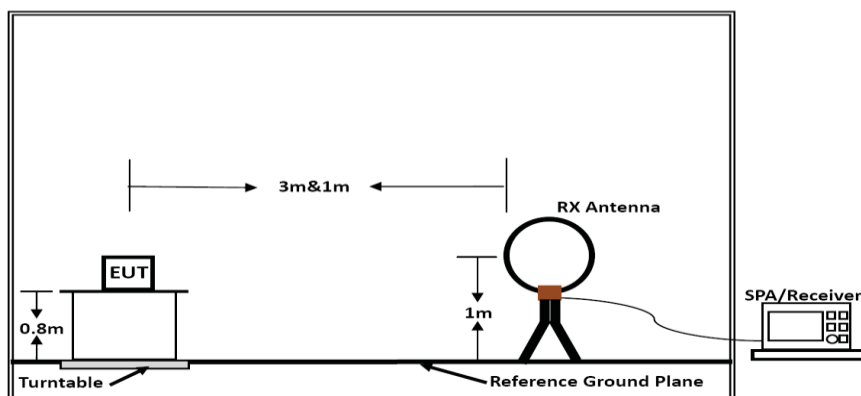 3m&1m
RX Antenna
EUT
SPA/Receiver
0.8m
1m
Turntable
Reference Ground Plane